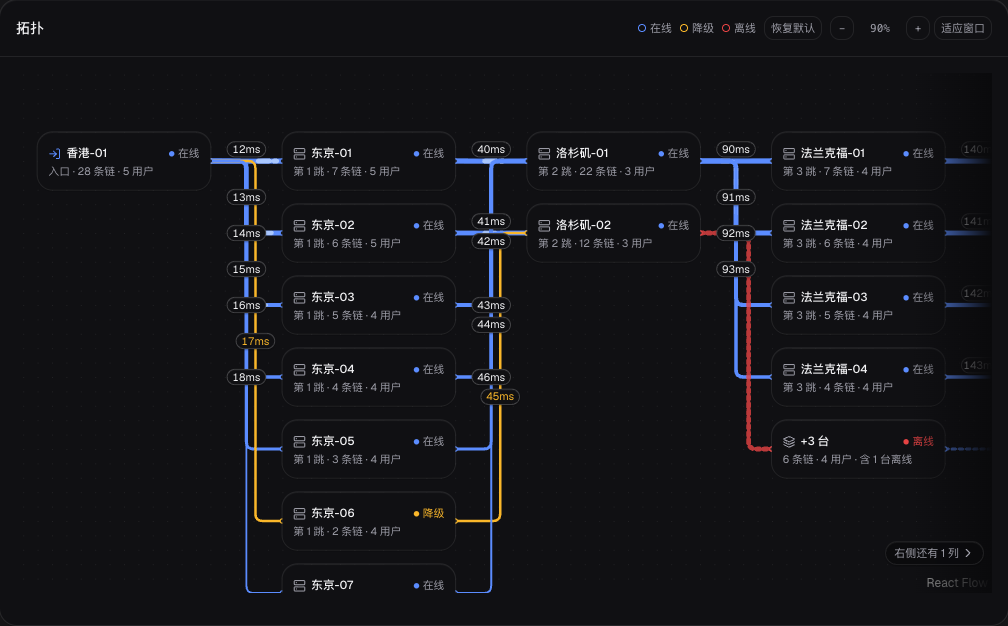 拓扑
在线 降级 离线 恢复默认 − 90% + 适应窗口
香港-01 在线
入口 · 28 条链 · 5 用户
12ms
13ms
14ms
15ms
16ms
17ms
18ms
东京-01 在线
第 1 跳 · 7 条链 · 5 用户
东京-02 在线
第 1 跳 · 6 条链 · 5 用户
东京-03 在线
第 1 跳 · 5 条链 · 4 用户
东京-04 在线
第 1 跳 · 4 条链 · 4 用户
东京-05 在线
第 1 跳 · 3 条链 · 4 用户
东京-06 降级
第 1 跳 · 2 条链 · 4 用户
东京-07 在线
40ms
41ms
42ms
43ms
44ms
46ms
45ms
洛杉矶-01 在线
第 2 跳 · 22 条链 · 3 用户
洛杉矶-02 在线
第 2 跳 · 12 条链 · 3 用户
90ms
91ms
92ms
93ms
法兰克福-01 在线
第 3 跳 · 7 条链 · 4 用户
法兰克福-02 在线
第 3 跳 · 6 条链 · 4 用户
法兰克福-03 在线
第 3 跳 · 5 条链 · 4 用户
法兰克福-04 在线
第 3 跳 · 4 条链 · 4 用户
+3 台 离线
6 条链 · 4 用户 · 含 1 台离线
右侧还有 1 列
React Flow